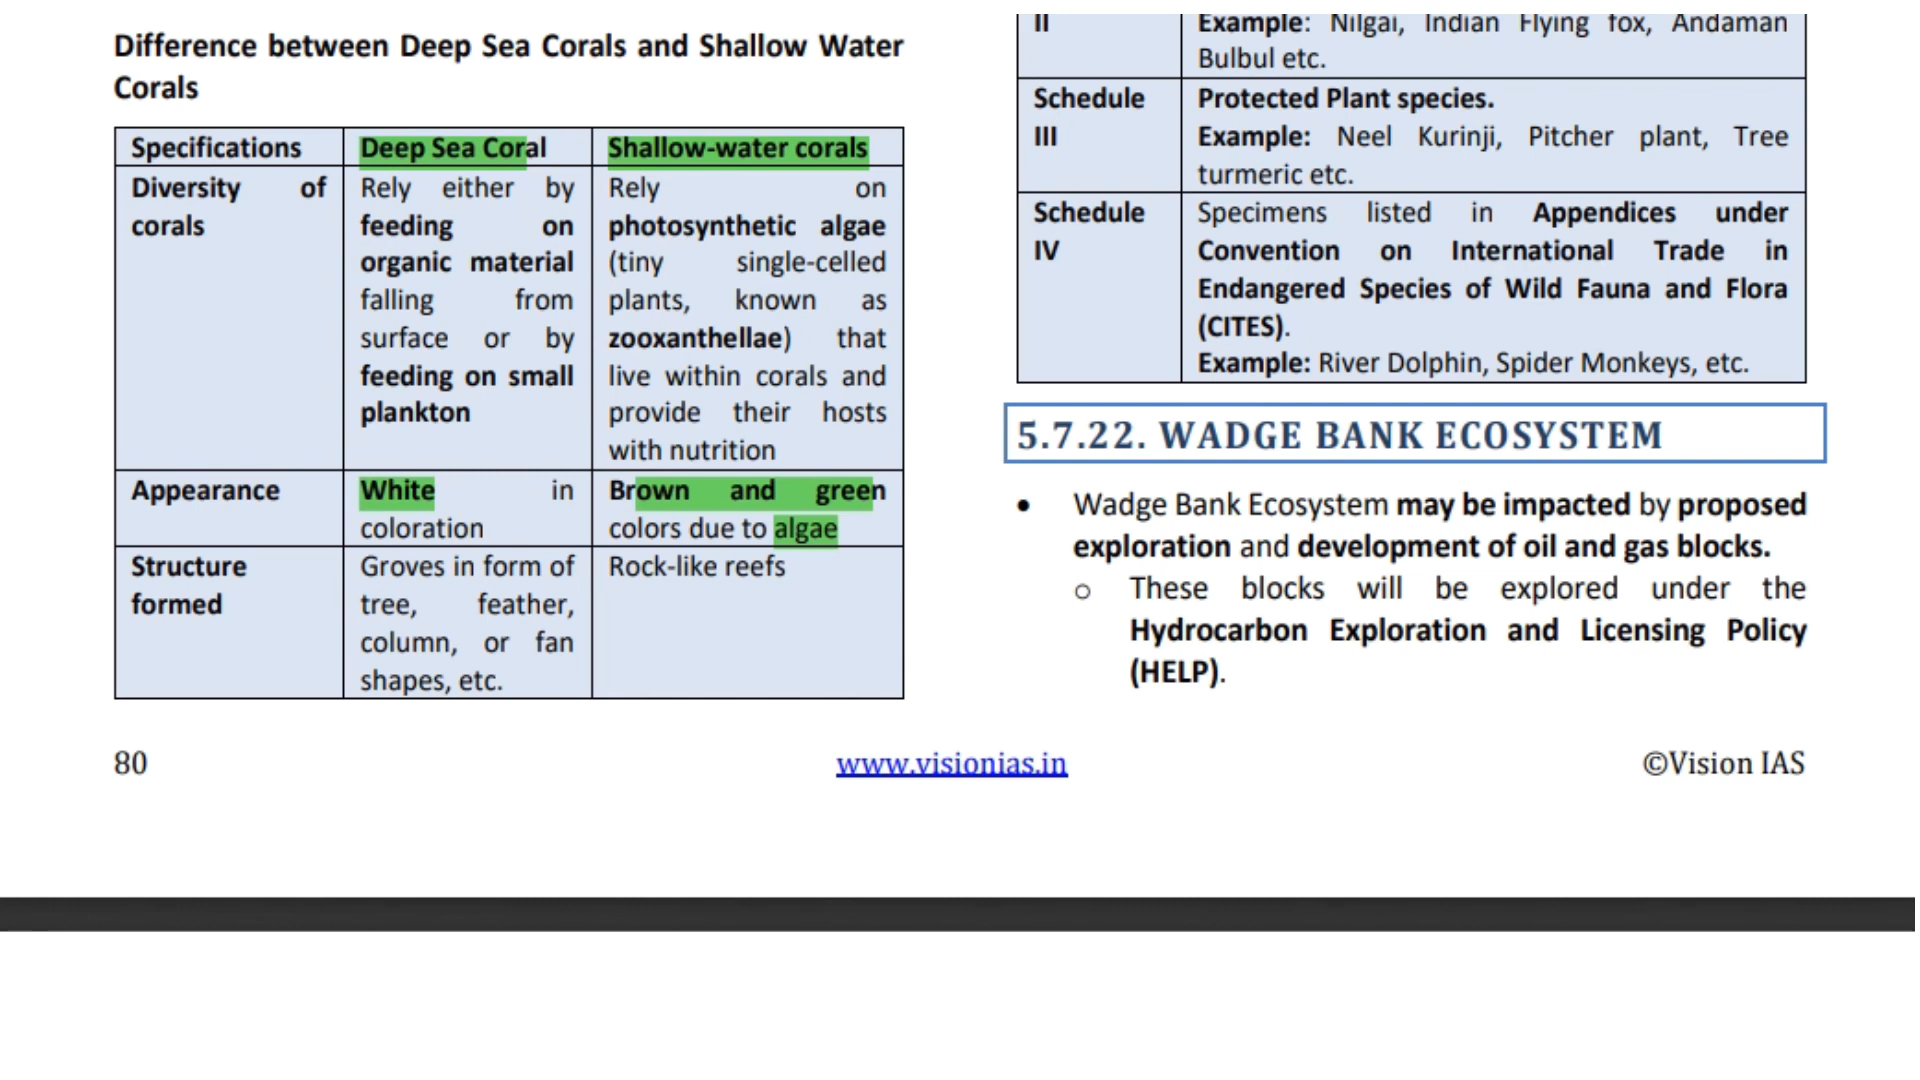 Difference between Deep Sea Corals and Shallow Water
Corals
Specifications Deep Sea Coral Shallow-water corals
Diversity of
corals
Rely either by
feeding on
organic material
falling from
surface or by
feeding on small
plankton
Rely on
photosynthetic algae
(tiny single-celled
plants, known as
zooxanthellae) that
live within corals and
provide their hosts
with nutrition
Appearance
White in
coloration
Brown and green
colors due to algae
Structure
formed
Groves in form of
tree, feather,
column, or fan
shapes, etc.
Rock-like reefs
II
Example: Nilgai, Indian Flying fox, Andaman
Bulbul etc.
Schedule
III
Protected Plant species.
Example: Neel Kurinji, Pitcher plant, Tree
turmeric etc.
Schedule
IV
Specimens listed in Appendices under
Convention on International Trade in
Endangered Species of Wild Fauna and Flora
(CITES).
Example: River Dolphin, Spider Monkeys, etc.
5.7.22. WADGE BANK ECOSYSTEM
• Wadge Bank Ecosystem may be impacted by proposed
exploration and development of oil and gas blocks.
o These blocks will be explored under the
Hydrocarbon Exploration and Licensing Policy
(HELP).
80
www.visionias.in
©Vision IAS